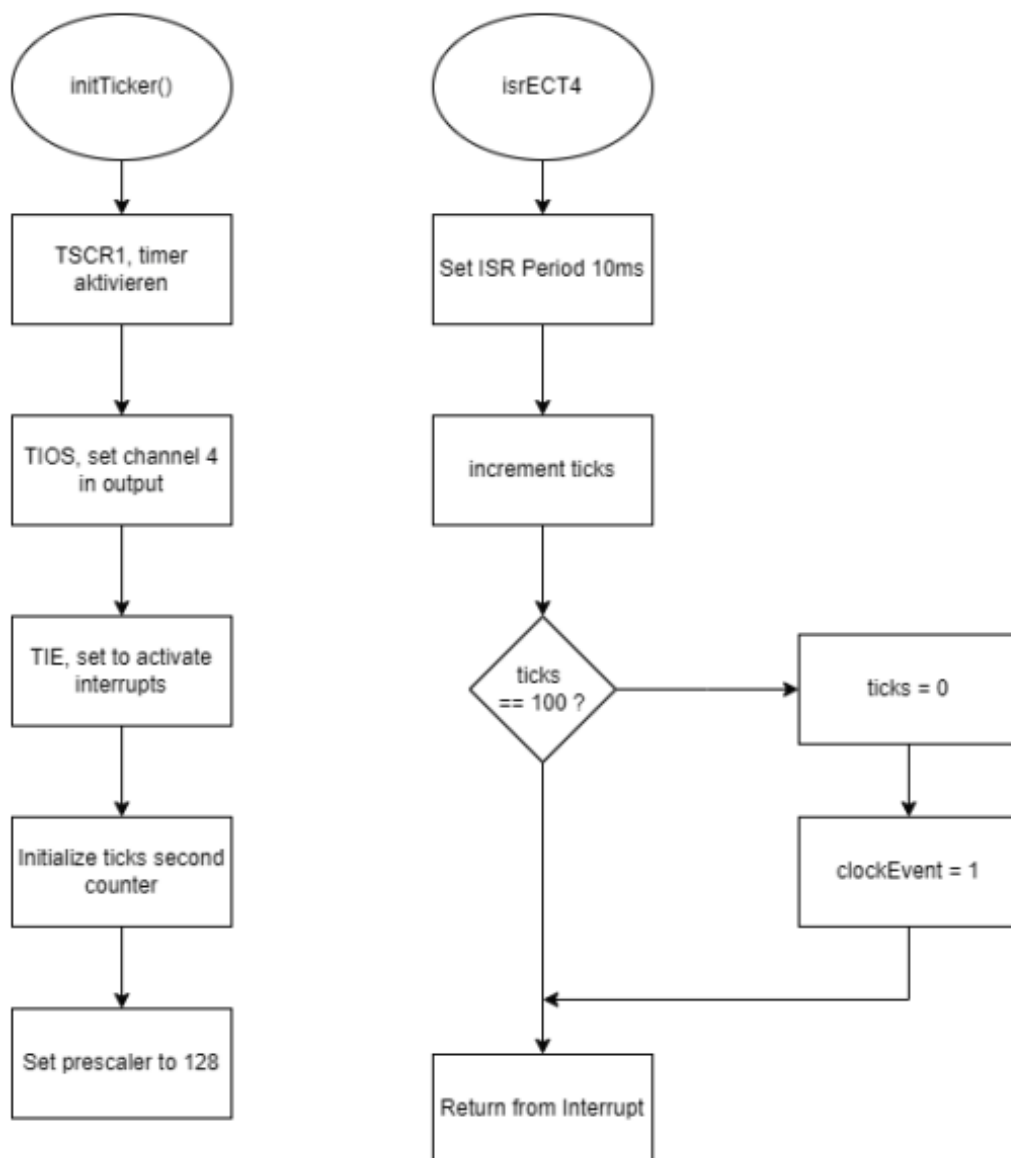 initTicker()
TSCR1, timer
aktivieren
TIOS, set channel 4
in output
TIE, set to activate
interrupts
Initialize ticks second
counter
Set prescaler to 128
isrECT4
Set ISR Period 10ms
increment ticks
ticks
== 100 ?
ticks = 0
clockEvent = 1
Return from Interrupt